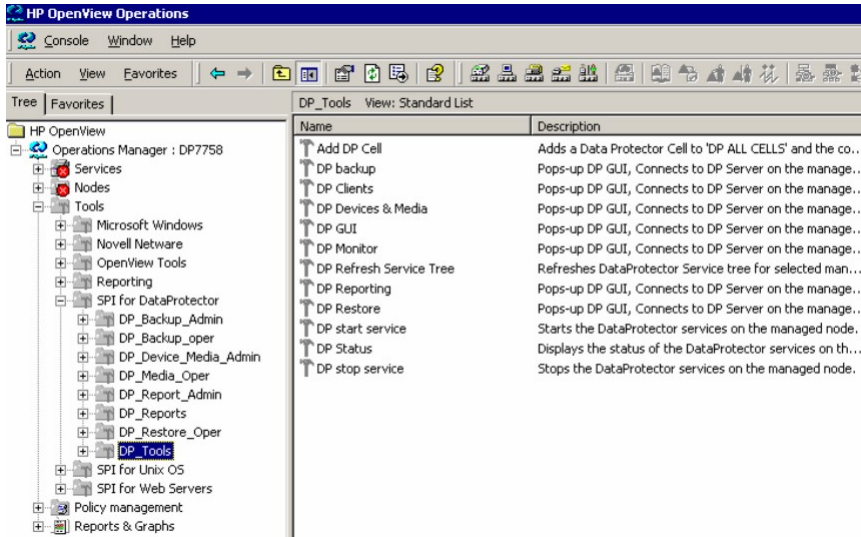 HP OpenView Operations
Console Window Help
Action View Favorites
Tree Favorites
DP_Tools View: Standard List
HP OpenView
Operations Manager : DP7758
Services
Nodes
Tools
Microsoft Windows
Novell Netware
OpenView Tools
Reporting
SPI for DataProtector
DP_Backup_Admin
DP_Backup_oper
DP_Device_Media_Admin
DP_Media_Oper
DP_Report_Admin
DP_Reports
DP_Restore_Oper
DP_Tools
SPI for Unix OS
SPI for Web Servers
Policy management
Reports & Graphs
Name Description
Add DP Cell Adds a Data Protector Cell to 'DP ALL CELLS' and the co...
DP backup Pops-up DP GUI, Connects to DP Server on the manage...
DP Clients Pops-up DP GUI, Connects to DP Server on the manage...
DP Devices & Media Pops-up DP GUI, Connects to DP Server on the manage...
DP GUI Pops-up DP GUI, Connects to DP Server on the manage...
DP Monitor Pops-up DP GUI, Connects to DP Server on the manage...
DP Refresh Service Tree Refreshes DataProtector Service tree for selected man...
DP Reporting Pops-up DP GUI, Connects to DP Server on the manage...
DP Restore Pops-up DP GUI, Connects to DP Server on the manage...
DP start service Starts the DataProtector services on the managed node.
DP Status Displays the status of the DataProtector services on th...
DP stop service Stops the DataProtector services on the managed node.